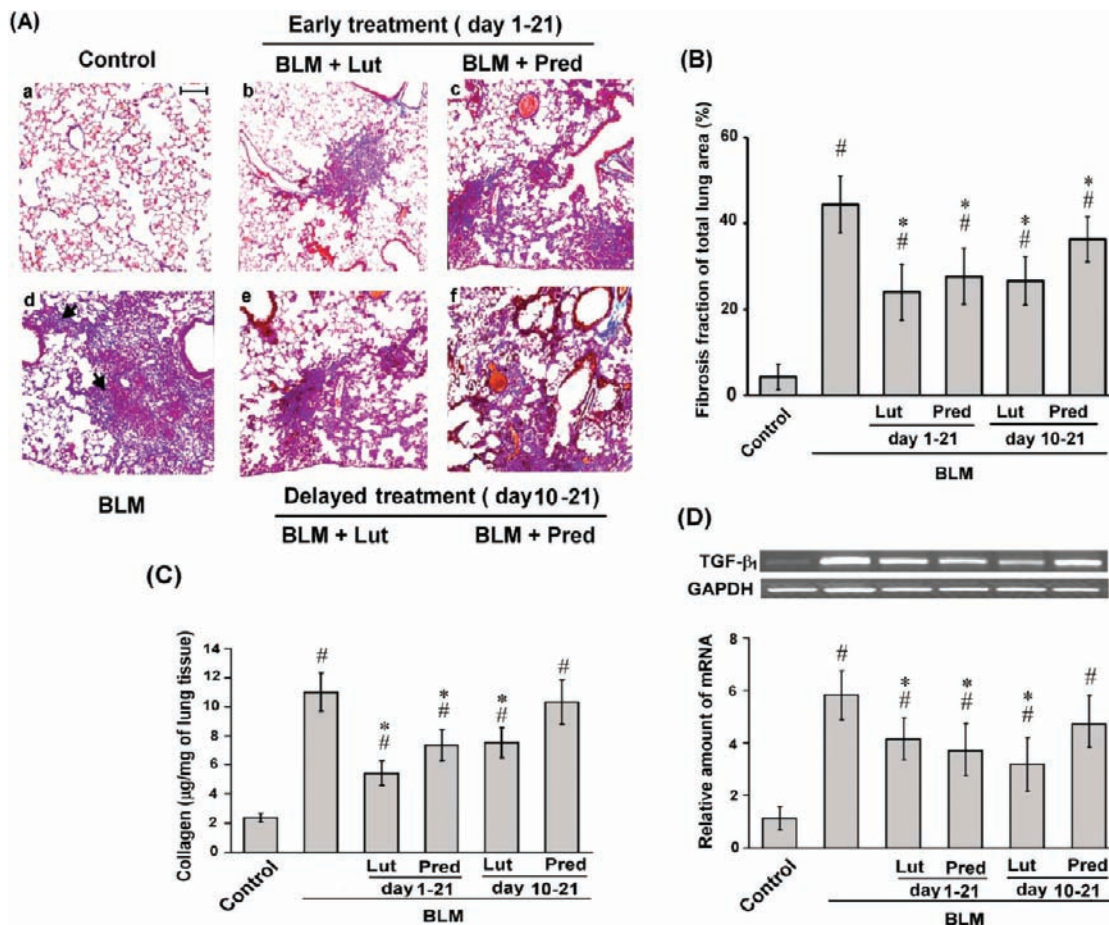 (A)
Early treatment ( day 1-21)
Control
BLM + Lut
BLM + Pred
a
b
c
d
e
f
BLM
Delayed treatment ( day 10-21)
BLM + Lut
BLM + Pred
(B)
Fibrosis fraction of total lung area (%)
60
40
20
0
#
*
#
*
#
*
#
*
#
Control
Lut
Pred
Lut
Pred
day 1-21
day 10-21
BLM
(C)
Collagen (µg/mg of lung tissue)
14
12
10
8
6
4
2
0
#
*
#
*
#
*
#
#
Control
Lut
Pred
Lut
Pred
day 1-21
day 10-21
BLM
(D)
TGF-β₁
GAPDH
Relative amount of mRNA
8
6
4
2
0
#
*
#
*
#
*
#
#
Control
Lut
Pred
Lut
Pred
day 1-21
day 10-21
BLM